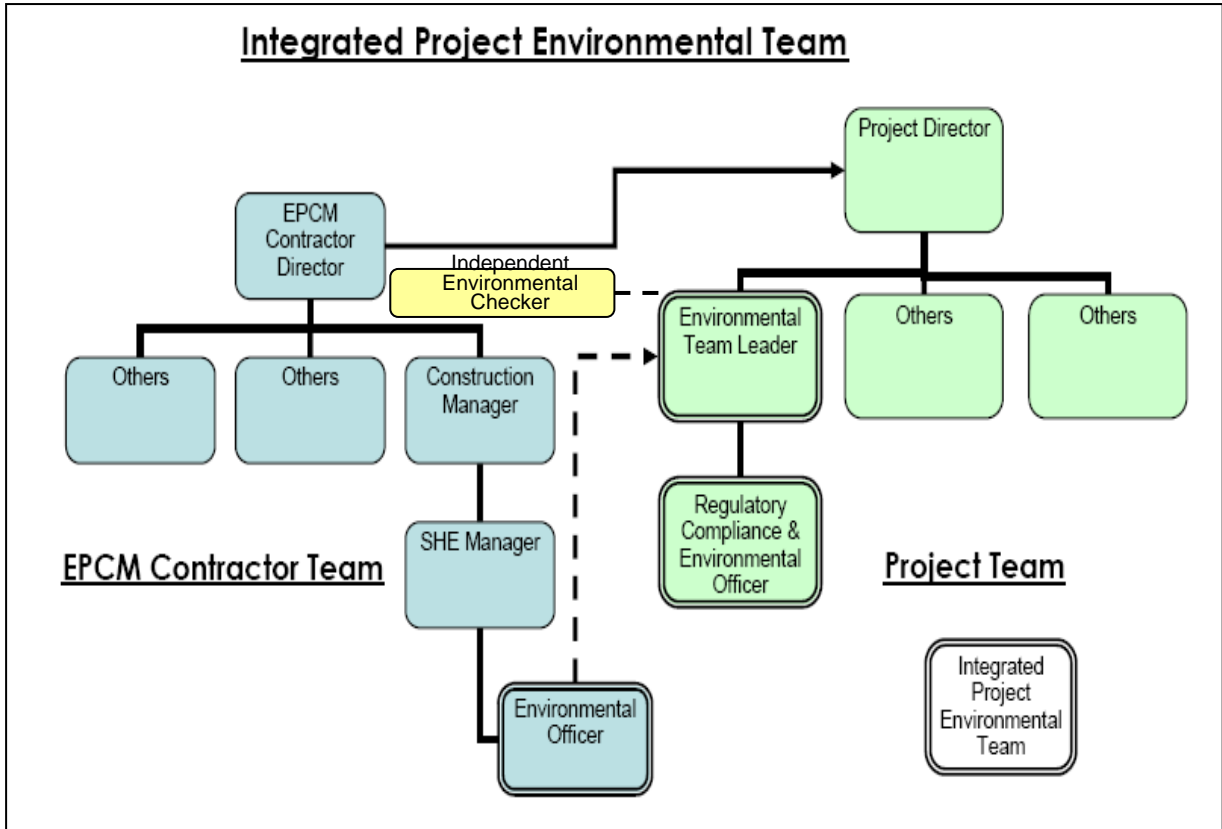 Integrated Project Environmental Team
Project Director
EPCM
Contractor
Director
Independent
Environmental
Checker
Environmental
Team Leader
Others
Others
Others
Others
Construction
Manager
SHE Manager
Regulatory
Compliance &
Environmental
Officer
EPCM Contractor Team
Project Team
Environmental
Officer
Integrated
Project
Environmental
Team